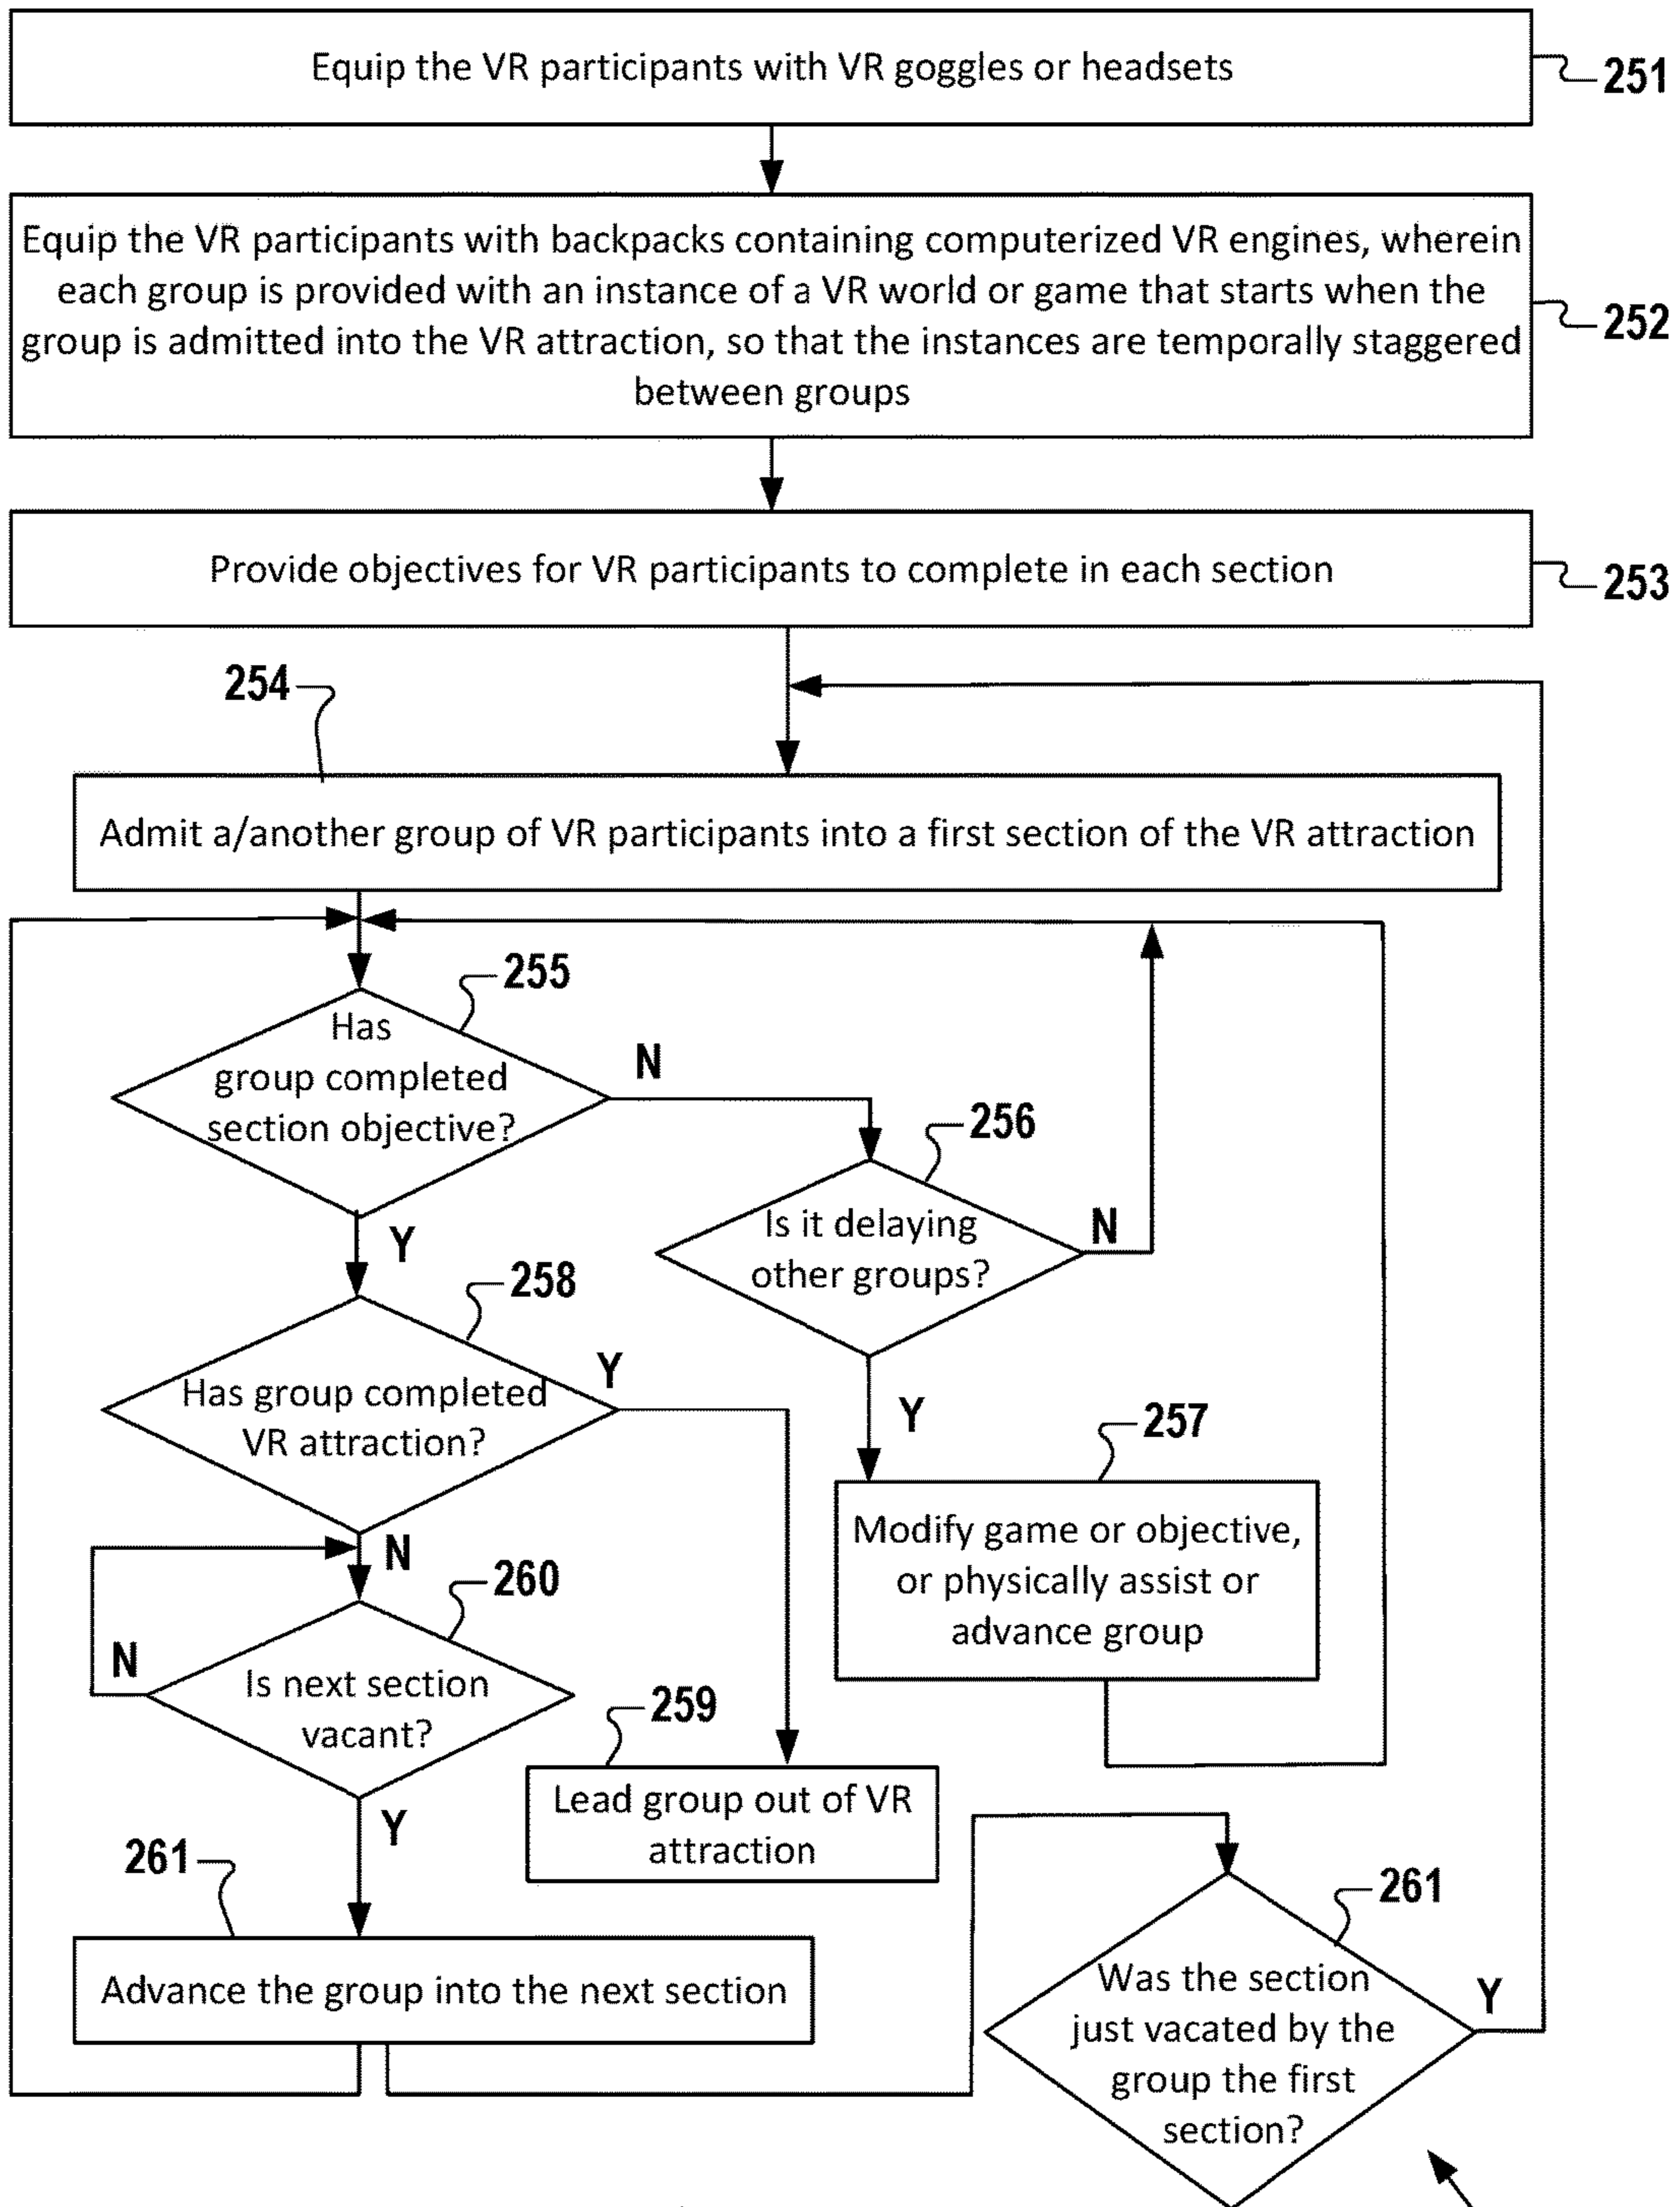 Equip the VR participants with VR goggles or headsets
251
Equip the VR participants with backpacks containing computerized VR engines, wherein
each group is provided with an instance of a VR world or game that starts when the
group is admitted into the VR attraction, so that the instances are temporally staggered
between groups
252
Provide objectives for VR participants to complete in each section
253
254
Admit a/another group of VR participants into a first section of the VR attraction
255
Has
group completed
section objective?
N
Y
256
Is it delaying
other groups?
N
Y
257
Modify game or objective,
or physically assist or
advance group
258
Has group completed
VR attraction?
Y
N
259
Lead group out of VR
attraction
260
Is next section
vacant?
N
Y
261
Advance the group into the next section
261
Was the section
just vacated by the
group the first
section?
Y